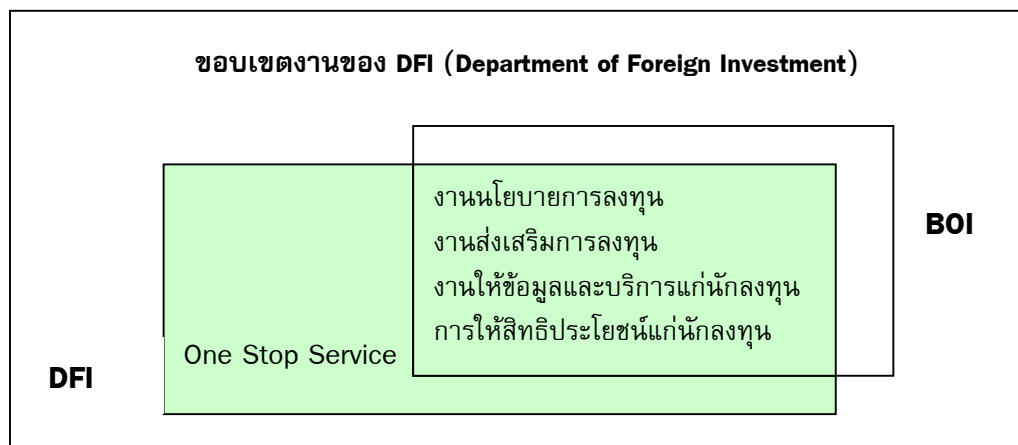 ขอบเขตงานของ DFI (Department of Foreign Investment)
งานนโยบายการลงทุน
งานส่งเสริมการลงทุน
งานให้ข้อมูลและบริการแก่นักลงทุน
การให้สิทธิประโยชน์แก่นักลงทุน
BOI
One Stop Service
DFI